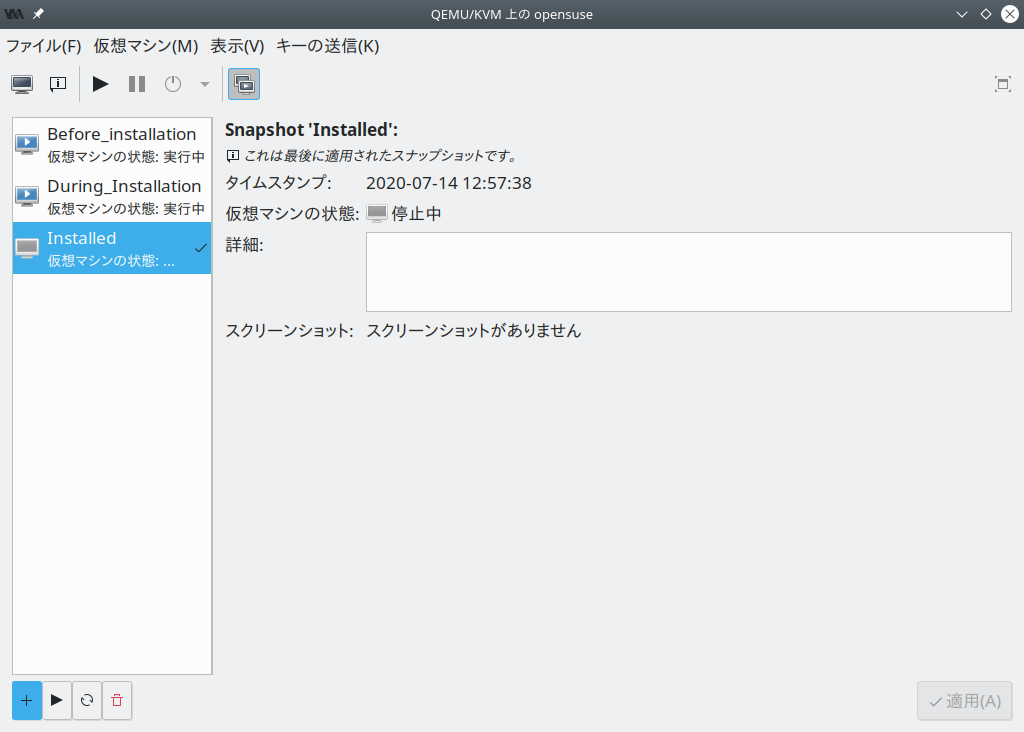 QEMU/KVM 上の opensuse
ファイル(F) 仮想マシン(M) 表示(V) キーの送信(K)
Before_installation
仮想マシンの状態: 実行中
During_Installation
仮想マシンの状態: 実行中
Installed
仮想マシンの状態: ...
Snapshot 'Installed':
これは最後に適用されたスナップショットです。
タイムスタンプ: 2020-07-14 12:57:38
仮想マシンの状態: 停止中
詳細:
スクリーンショット: スクリーンショットがありません
適用(A)